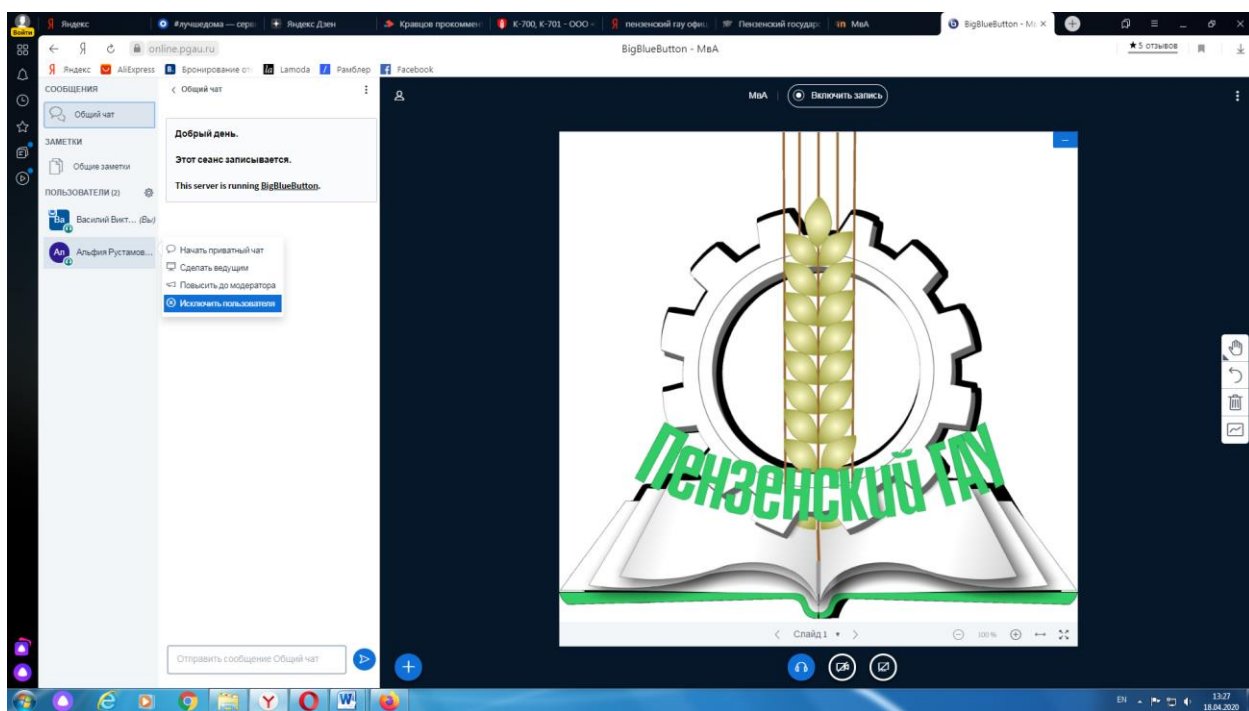 Войти
Яндекс
#лучшедома — серв
Яндекс Дзен
Кравцов прокоммен
К-700, К-701 - ООО -
пензенский гау офиц
Пензенский государс
МвА
BigBlueButton - Мв
online.pgau.ru
BigBlueButton - МвА
★5 отзывов
Яндекс
AliExpress
Бронирование от
Lamoda
Рамблер
Facebook
СООБЩЕНИЯ
Общий чат
ЗАМЕТКИ
Общие заметки
ПОЛЬЗОВАТЕЛИ (2)
Ва Василий Викт... (Вы)
Ал Альфия Рустамов...
Общий чат
Добрый день.
Этот сеанс записывается.
This server is running BigBlueButton.
Начать приватный чат
Сделать ведущим
Повысить до модератора
Исключить пользователя
Отправить сообщение Общий чат
МвА
Включить запись
Пензенский ГАУ
Слайд 1
100%
EN
13:27
18.04.2020